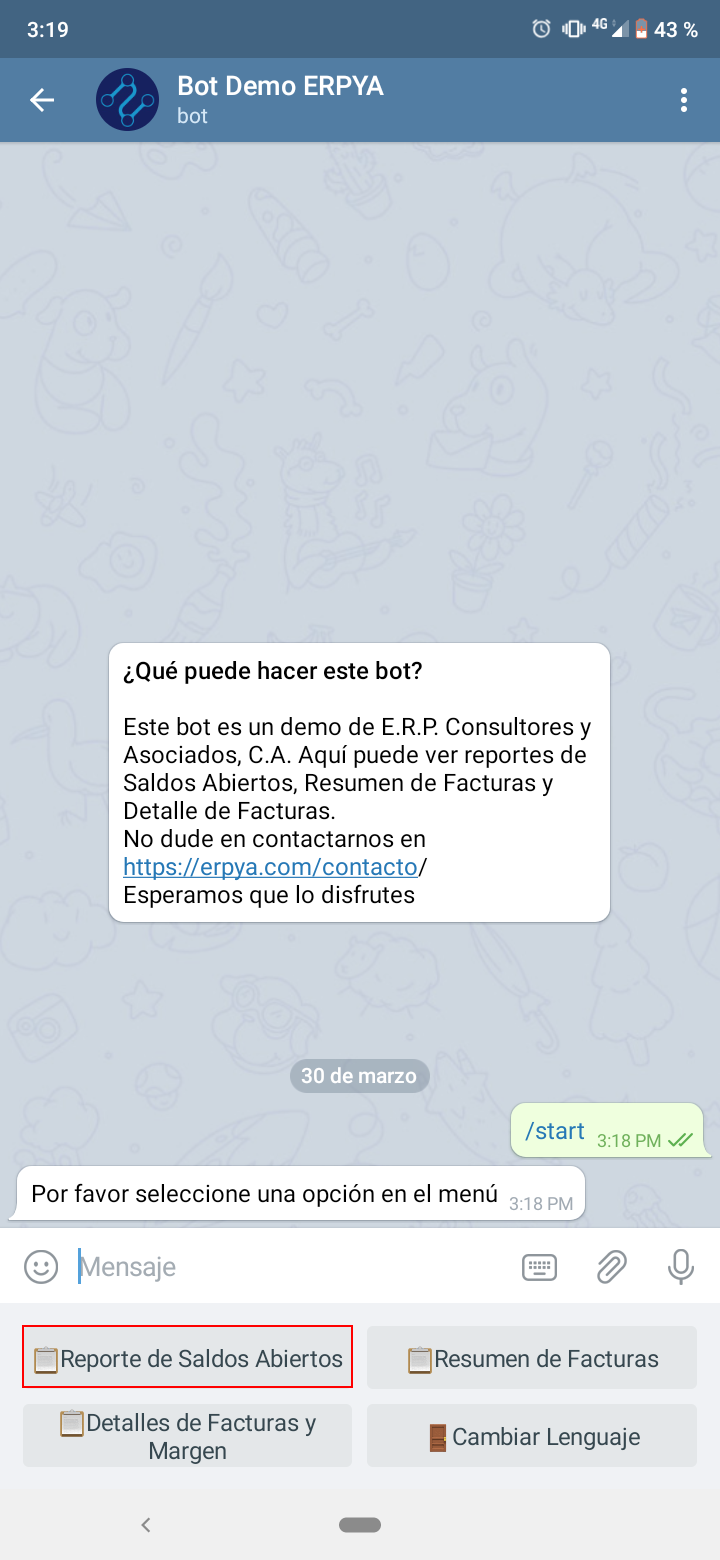 3:19
4G
43 %
Bot Demo ERPYA
bot
¿Qué puede hacer este bot?
Este bot es un demo de E.R.P. Consultores y
Asociados, C.A. Aquí puede ver reportes de
Saldos Abiertos, Resumen de Facturas y
Detalle de Facturas.
No dude en contactarnos en
https://erpya.com/contacto/
Esperamos que lo disfrutes
30 de marzo
/start 3:18 PM
Por favor seleccione una opción en el menú 3:18 PM
Mensaje
Reporte de Saldos Abiertos
Resumen de Facturas
Detalles de Facturas y
Margen
Cambiar Lenguaje